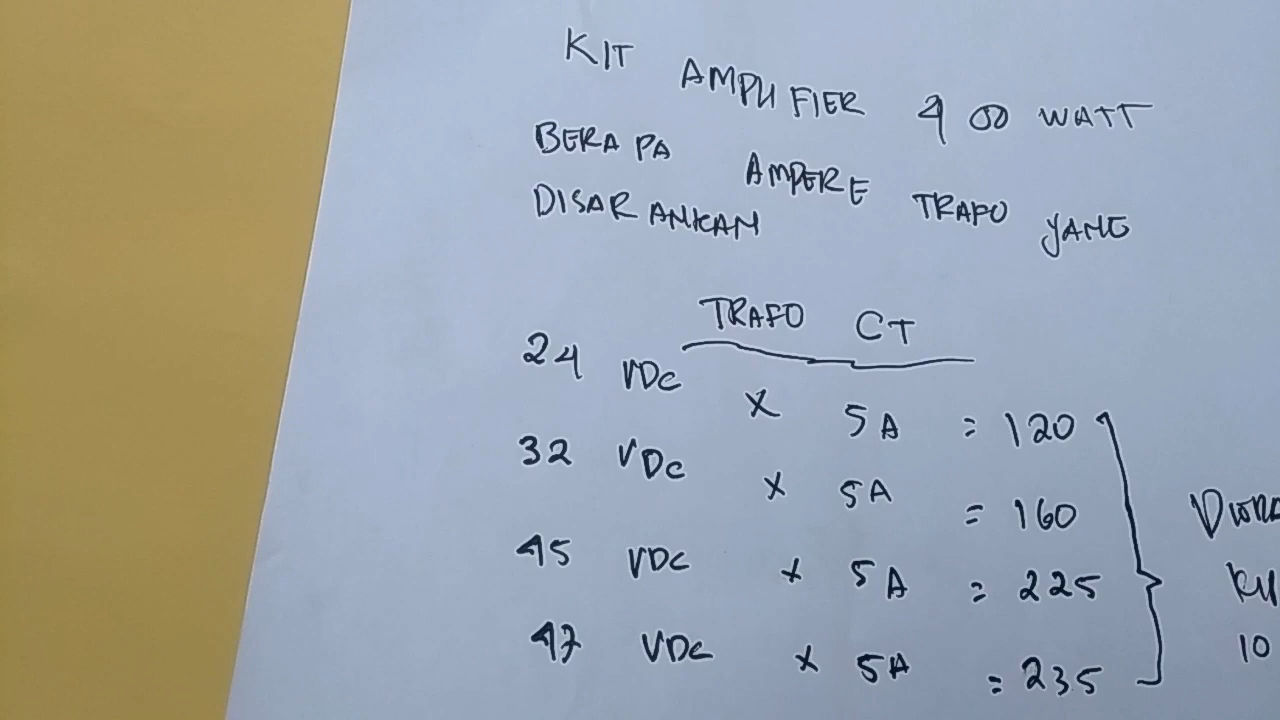 KIT AMPLIFIER 400 WATT
BERAPA AMPERE TRAFO YANG
DISARANKAN
TRAFO CT
24 VDC X 5A = 120
32 VDC X 5A = 160
45 VDC X 5A = 225
47 VDC X 5A = 235
10